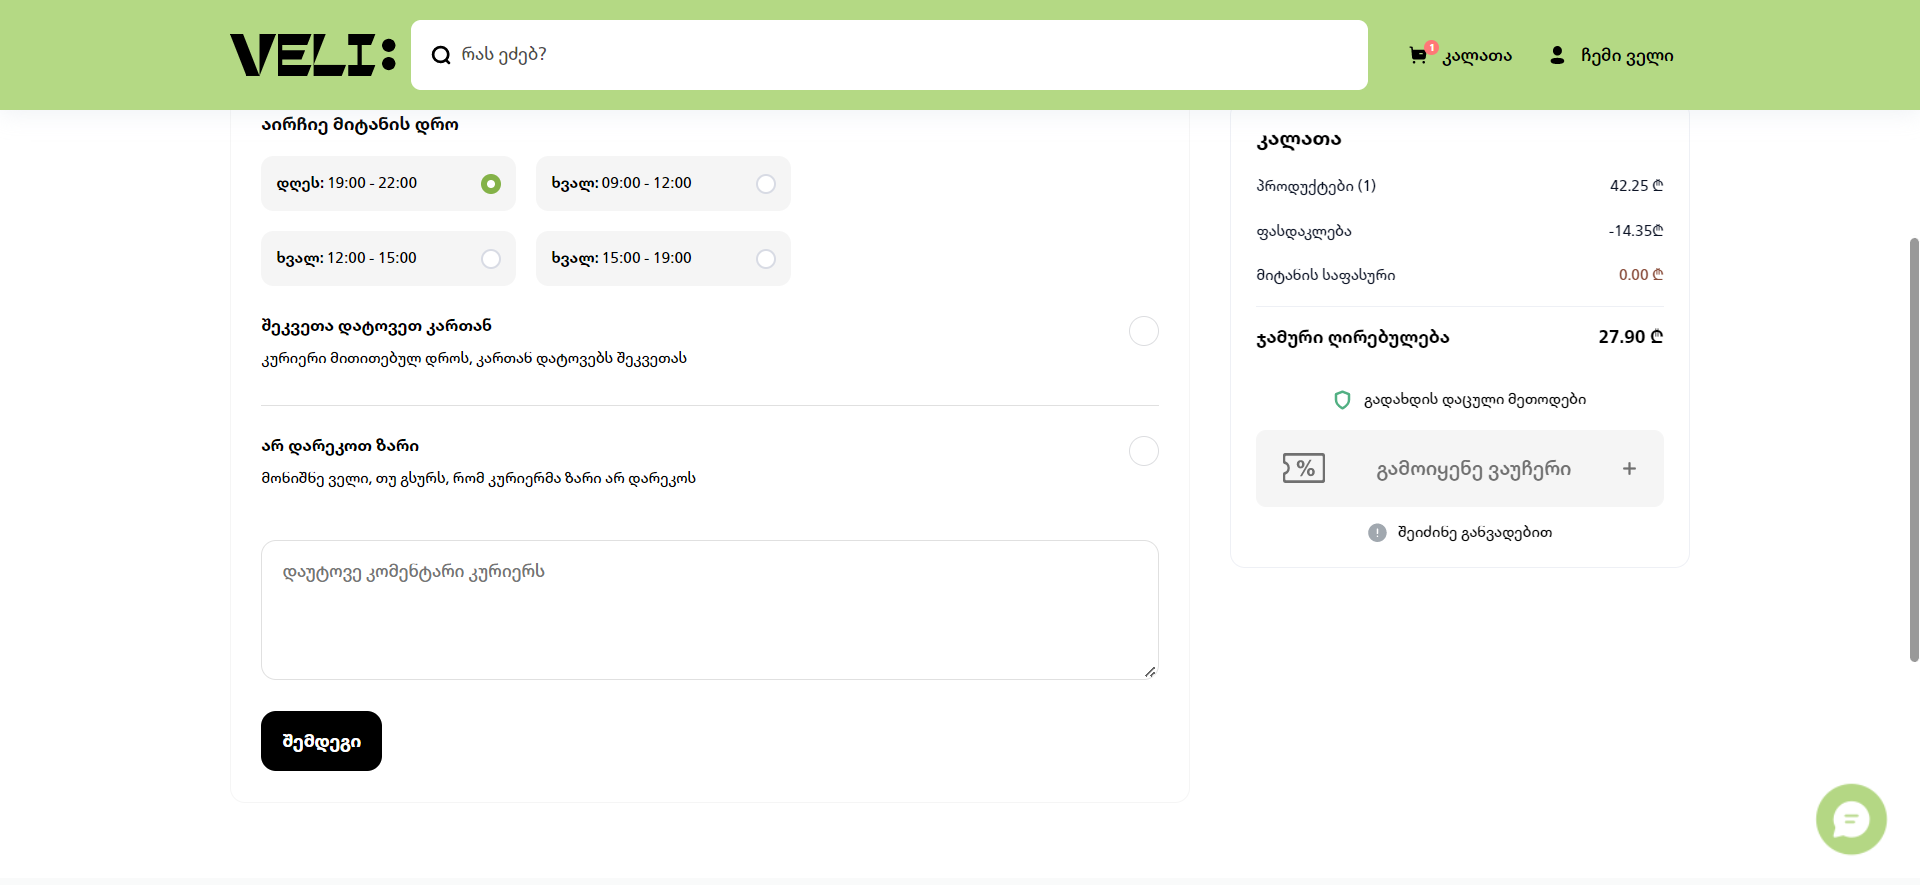 VELI:
რას ეძებ?
1
კალათა
ჩემი ველი
აირჩიე მიტანის დრო
დღეს: 19:00 - 22:00
ხვალ: 09:00 - 12:00
ხვალ: 12:00 - 15:00
ხვალ: 15:00 - 19:00
შეკვეთა დატოვეთ კართან
კურიერი მითითებულ დროს, კართან დატოვებს შეკვეთას
არ დარეკოთ ზარი
მონიშნე ველი, თუ გსურს, რომ კურიერმა ზარი არ დარეკოს
დაუტოვე კომენტარი კურიერს
შემდეგი
კალათა
პროდუქტები (1) 42.25 ₾
ფასდაკლება -14.35₾
მიტანის საფასური 0.00 ₾
ჯამური ღირებულება 27.90 ₾
გადახდის დაცული მეთოდები
% გამოიყენე ვაუჩერი +
შეიძინე განვადებით